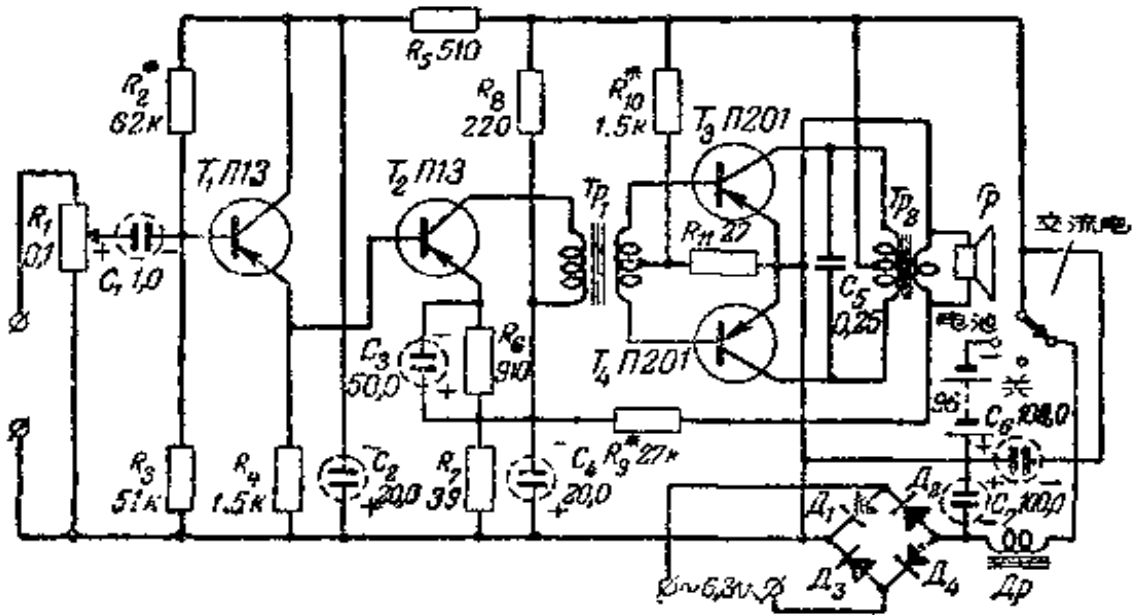 R5 510
R2*
62к
R8
220
R10*
1.5к
T3 П201
T1 П13
T2 П13
Тр1
Тр2
Гр
交流电
R1
0,1
+
C1 1,0
R11 27
C5
0,25
电池
T4 П201
C3
50,0
+
R6
910
关
9б
C6 100,0
R9* 27к
R3
51к
R4
1.5к
C2
20,0
+
R7
39
C4
20,0
+
Д1
Д2
C7 100,0
+
Д3
Д4
Др
~6,3v